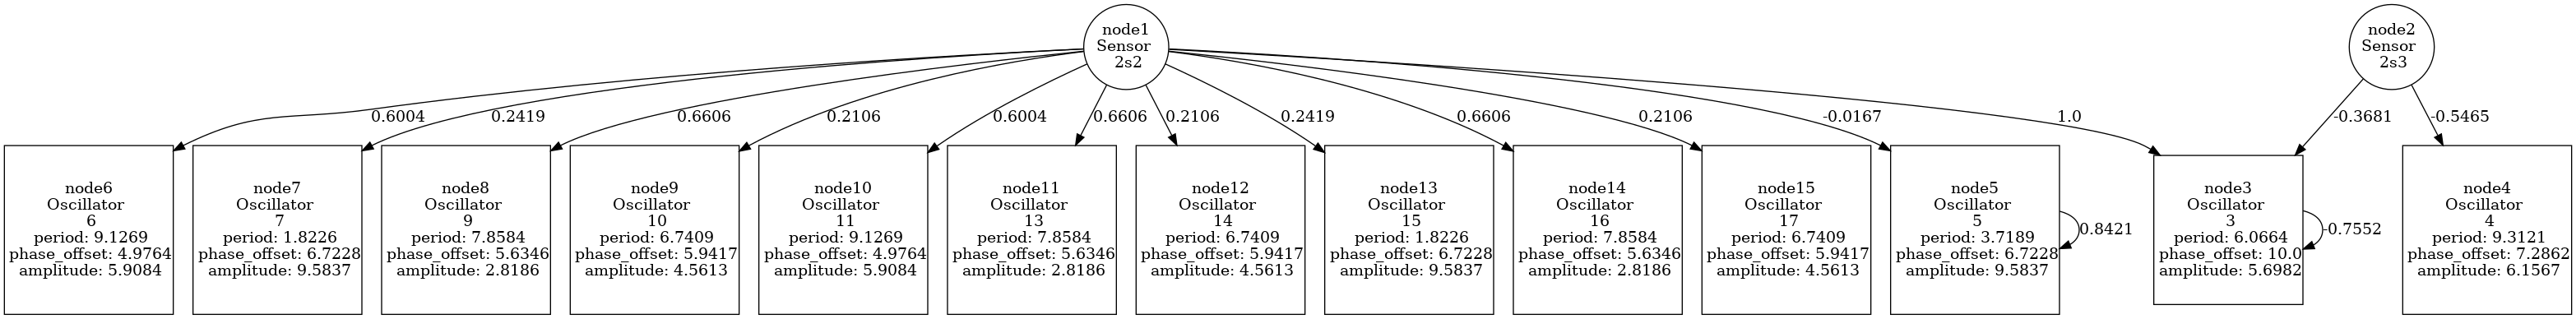 node1
Sensor
2s2
node2
Sensor
2s3
0.6004
0.2419
0.6606
0.2106
0.6004
0.6606
0.2106
0.2419
0.6606
0.2106
-0.0167
1.0
-0.3681
-0.5465
node6
Oscillator
6
period: 9.1269
phase_offset: 4.9764
amplitude: 5.9084
node7
Oscillator
7
period: 1.8226
phase_offset: 6.7228
amplitude: 9.5837
node8
Oscillator
9
period: 7.8584
phase_offset: 5.6346
amplitude: 2.8186
node9
Oscillator
10
period: 6.7409
phase_offset: 5.9417
amplitude: 4.5613
node10
Oscillator
11
period: 9.1269
phase_offset: 4.9764
amplitude: 5.9084
node11
Oscillator
13
period: 7.8584
phase_offset: 5.6346
amplitude: 2.8186
node12
Oscillator
14
period: 6.7409
phase_offset: 5.9417
amplitude: 4.5613
node13
Oscillator
15
period: 1.8226
phase_offset: 6.7228
amplitude: 9.5837
node14
Oscillator
16
period: 7.8584
phase_offset: 5.6346
amplitude: 2.8186
node15
Oscillator
17
period: 6.7409
phase_offset: 5.9417
amplitude: 4.5613
node5
Oscillator
5
period: 3.7189
phase_offset: 6.7228
amplitude: 9.5837
0.8421
node3
Oscillator
3
period: 6.0664
phase_offset: 10.0
amplitude: 5.6982
-0.7552
node4
Oscillator
4
period: 9.3121
phase_offset: 7.2862
amplitude: 6.1567